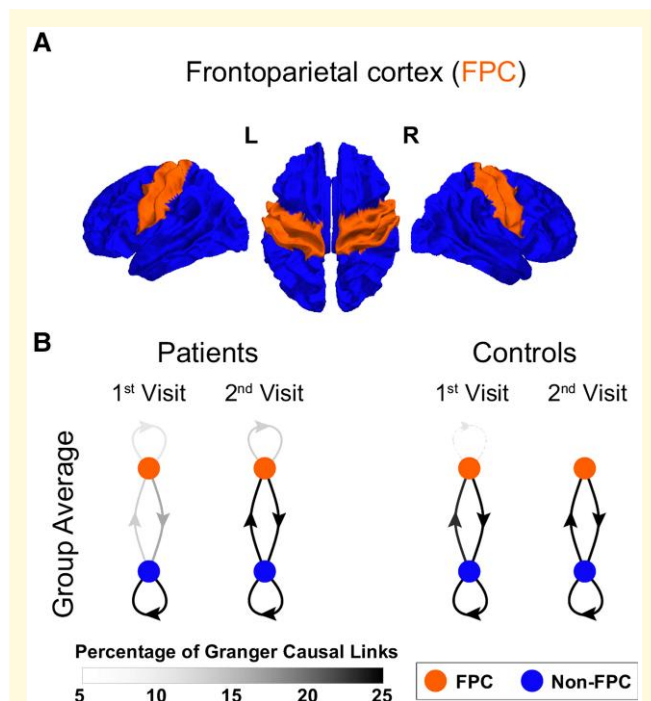 A
Frontoparietal cortex (FPC)
L R
B
Patients Controls
1st Visit 2nd Visit 1st Visit 2nd Visit
Group Average
Percentage of Granger Causal Links
5 10 15 20 25
FPC Non-FPC